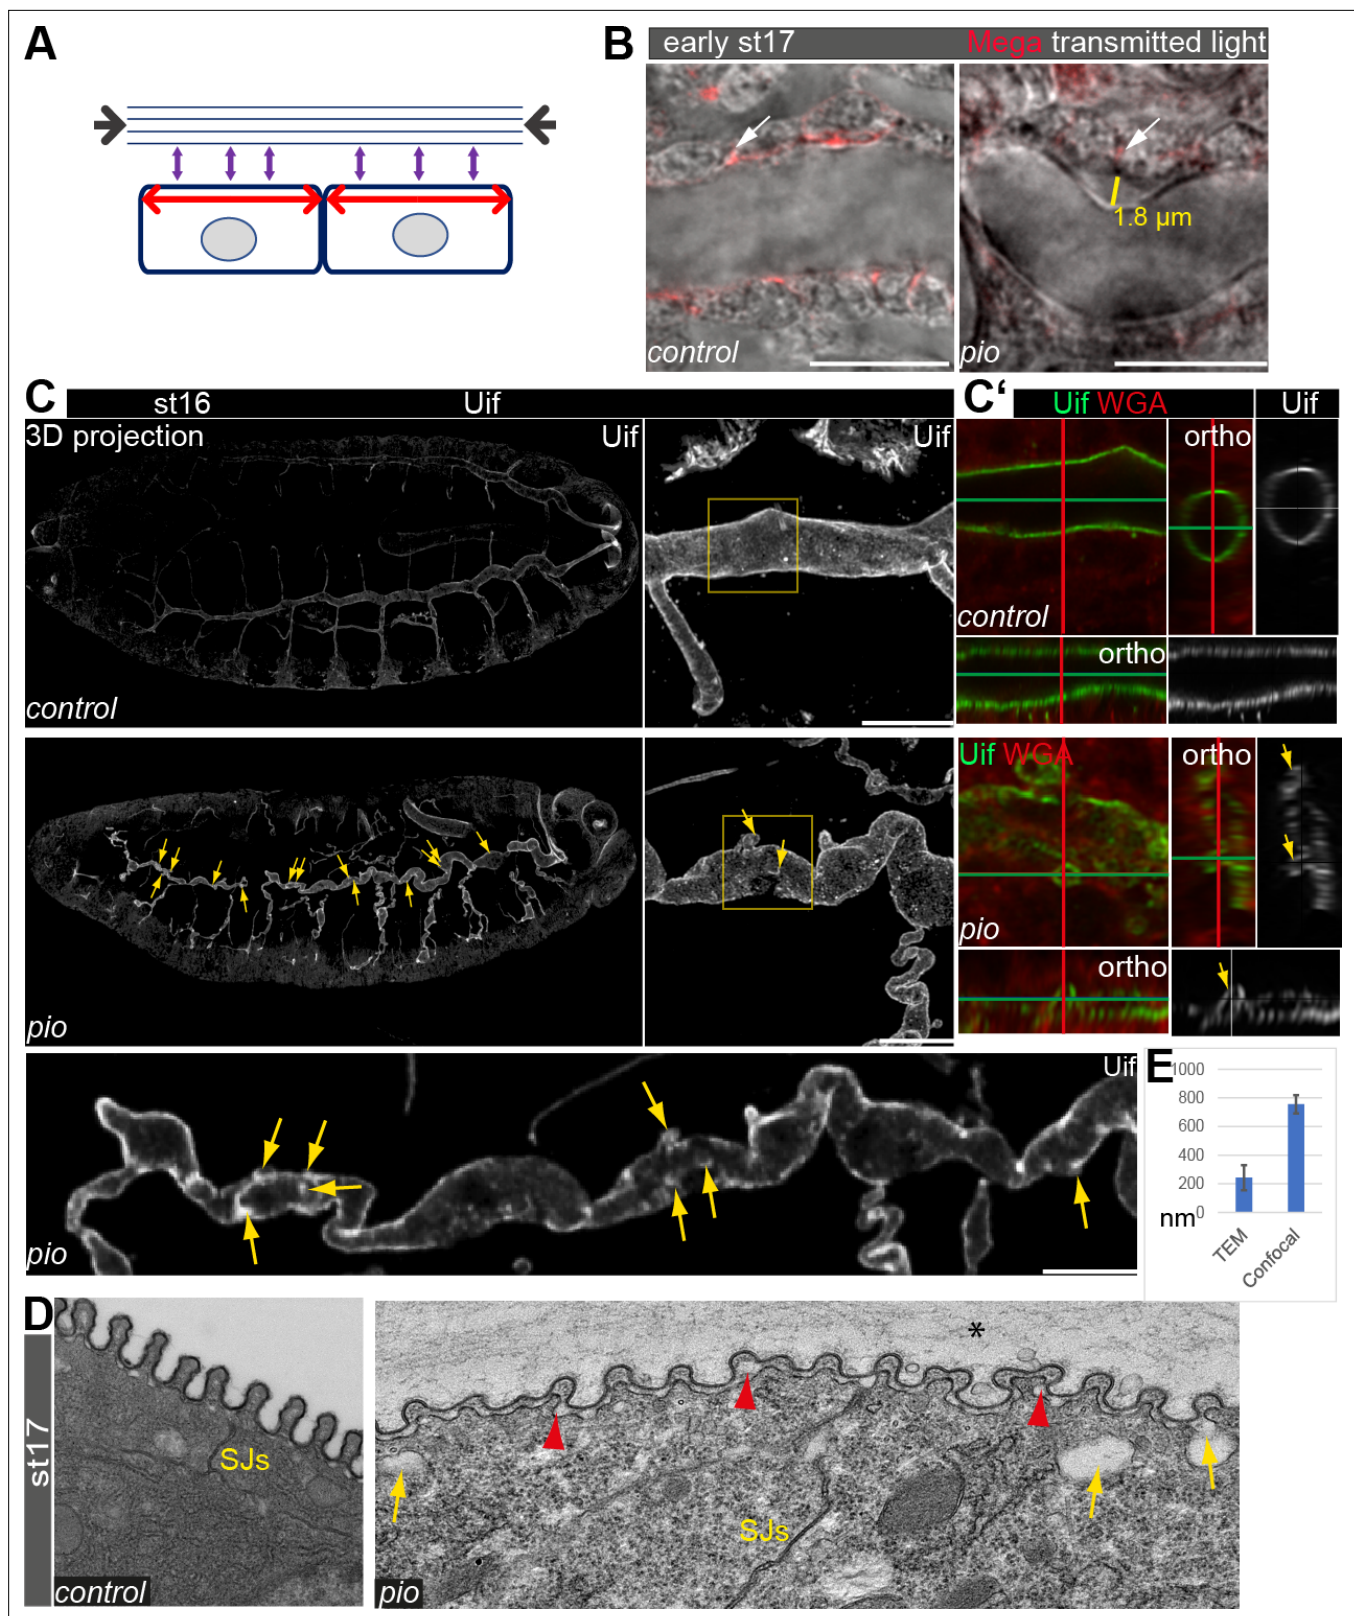 A
B
early st17
Mega transmitted light
control
1.8 µm
pio
C
st16
Uif
3D projection
Uif
Uif
control
C'
Uif WGA
Uif
ortho
control
ortho
pio
Uif WGA
ortho
pio
ortho
Uif
pio
E
1000
800
600
400
200
0
nm
TEM
Confocal
D
st17
SJs
control
*
SJs
pio